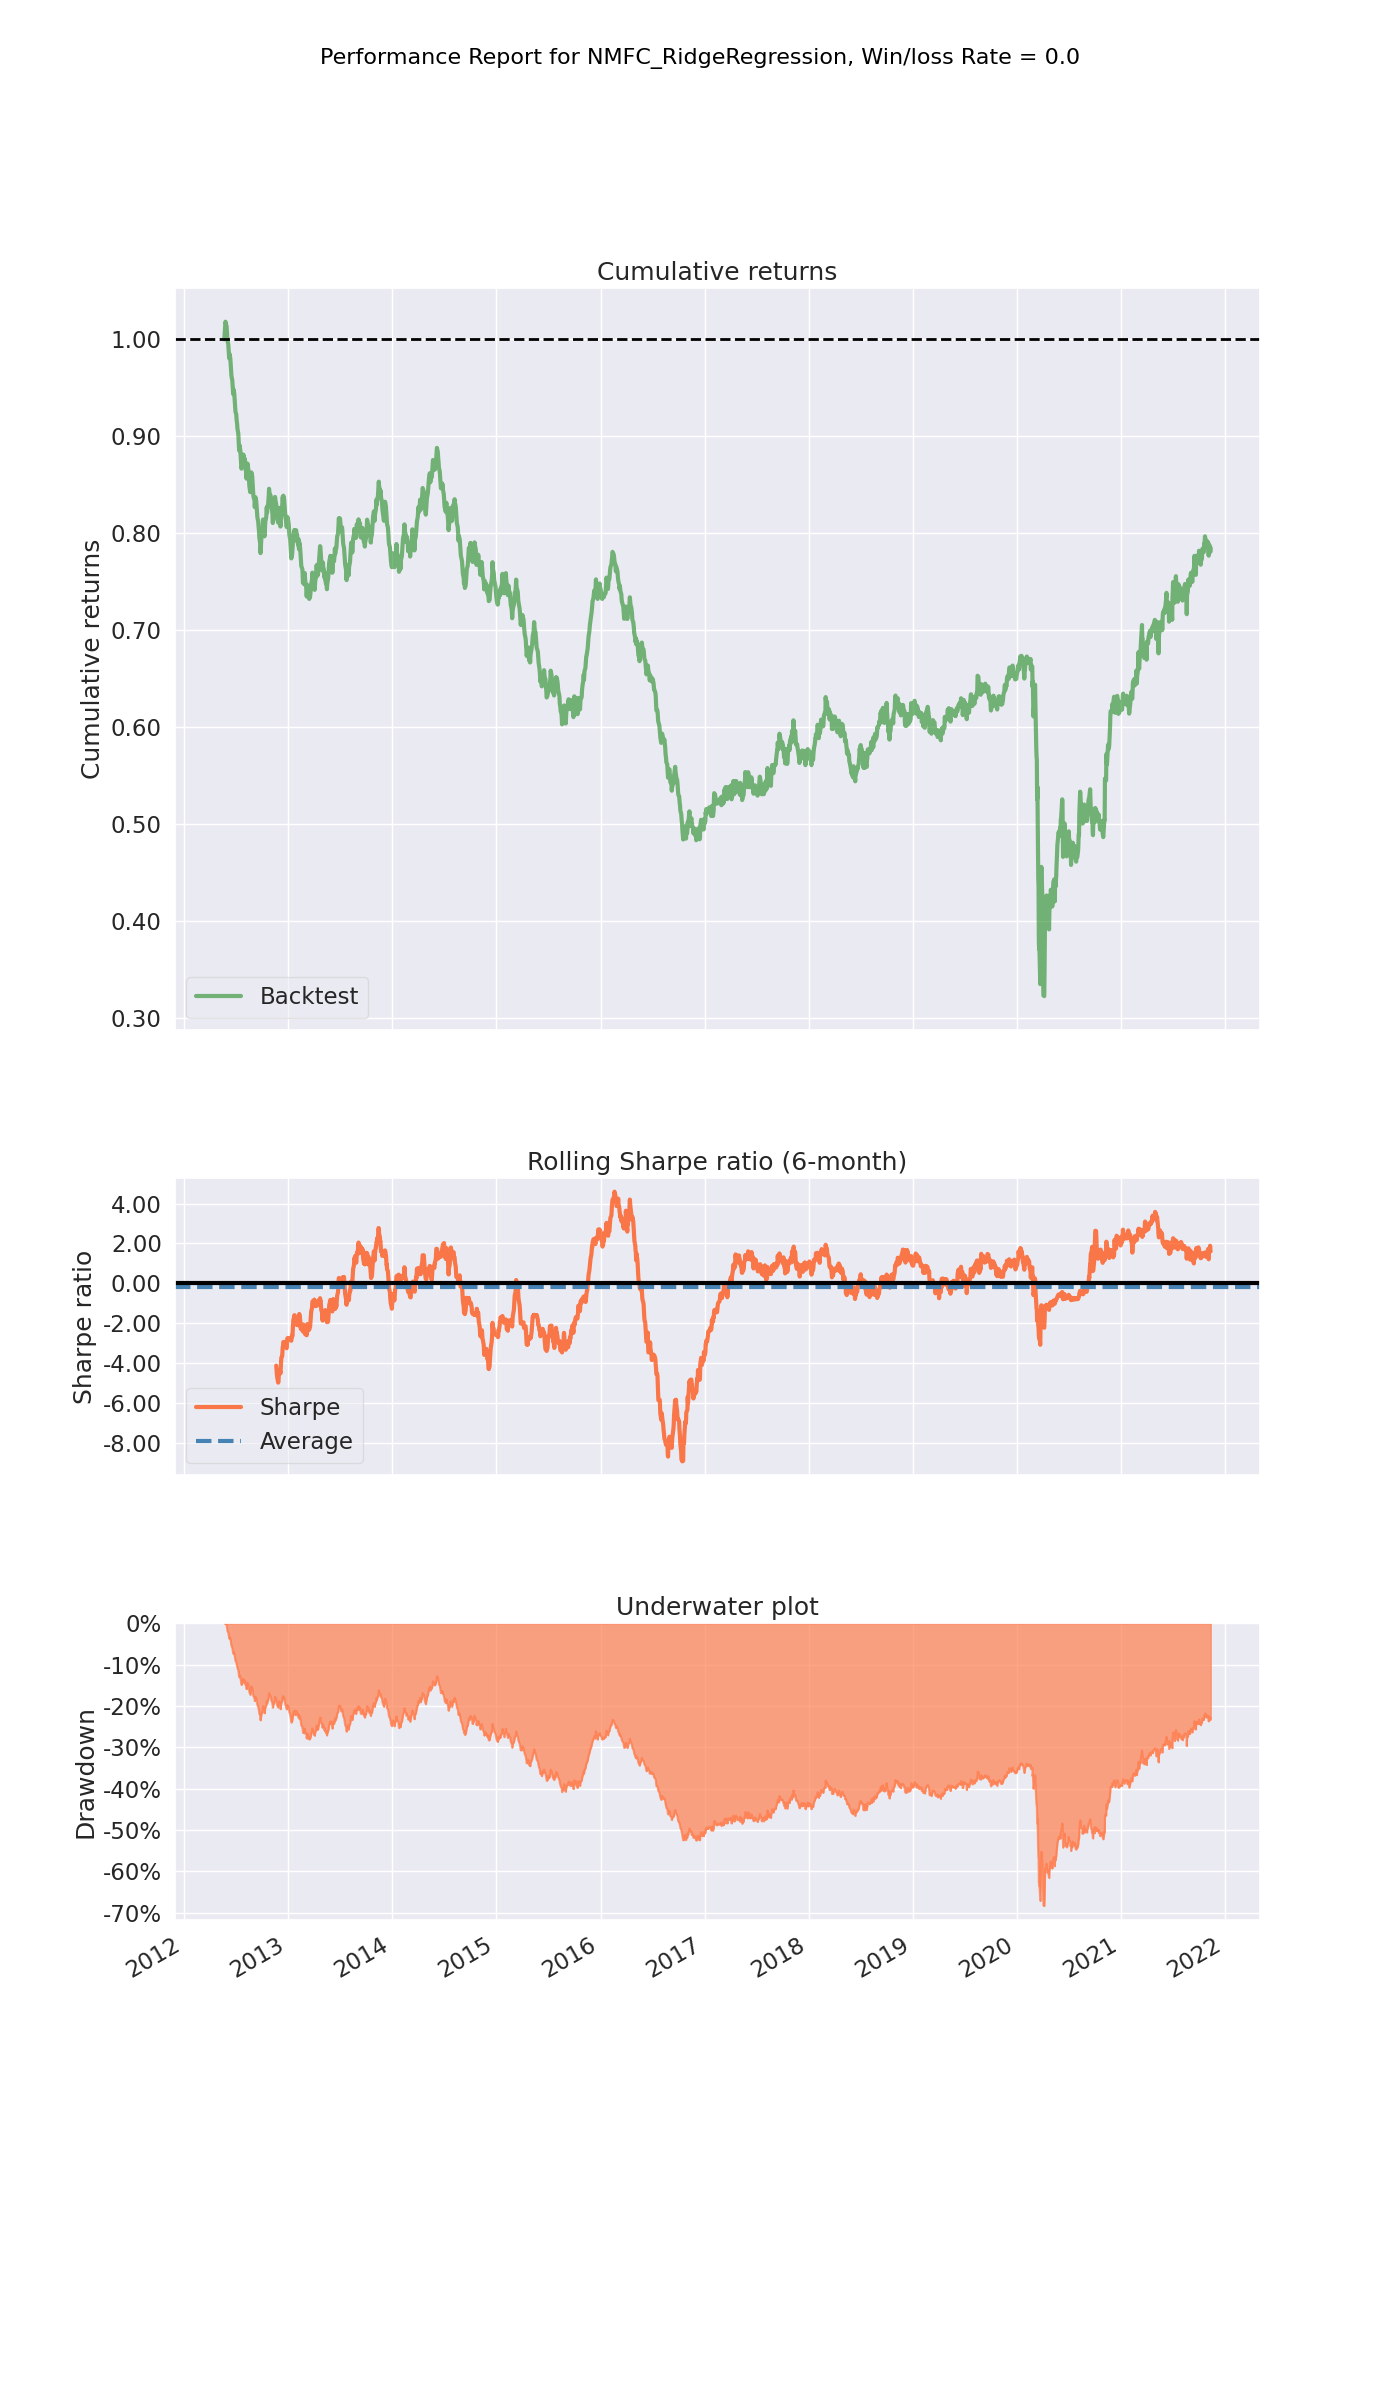 Performance Report for NMFC_RidgeRegression, Win/loss Rate = 0.0
Cumulative returns
1.00
0.90
0.80
0.70
0.60
0.50
0.40
0.30
Cumulative returns
Backtest
Rolling Sharpe ratio (6-month)
4.00
2.00
0.00
-2.00
-4.00
-6.00
-8.00
Sharpe ratio
Sharpe
Average
Underwater plot
0%
-10%
-20%
-30%
-40%
-50%
-60%
-70%
Drawdown
2012 2013 2014 2015 2016 2017 2018 2019 2020 2021 2022